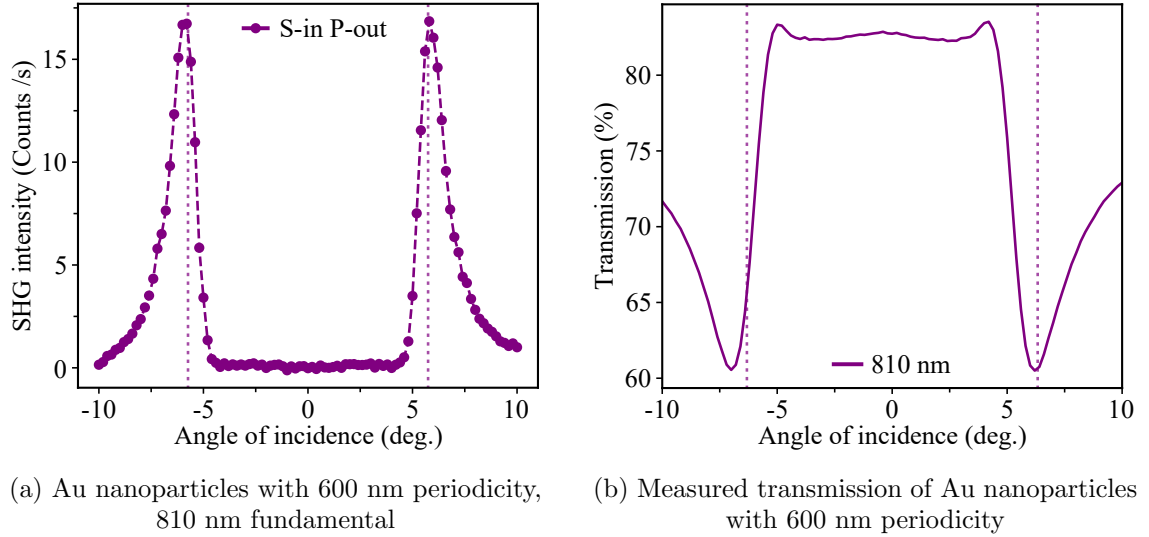 SHG intensity (Counts /s)
15
10
5
0
S-in P-out
-10
-5
0
5
10
Angle of incidence (deg.)
(a) Au nanoparticles with 600 nm periodicity,
810 nm fundamental
Transmission (%)
80
75
70
65
60
810 nm
-10
-5
0
5
10
Angle of incidence (deg.)
(b) Measured transmission of Au nanoparticles
with 600 nm periodicity